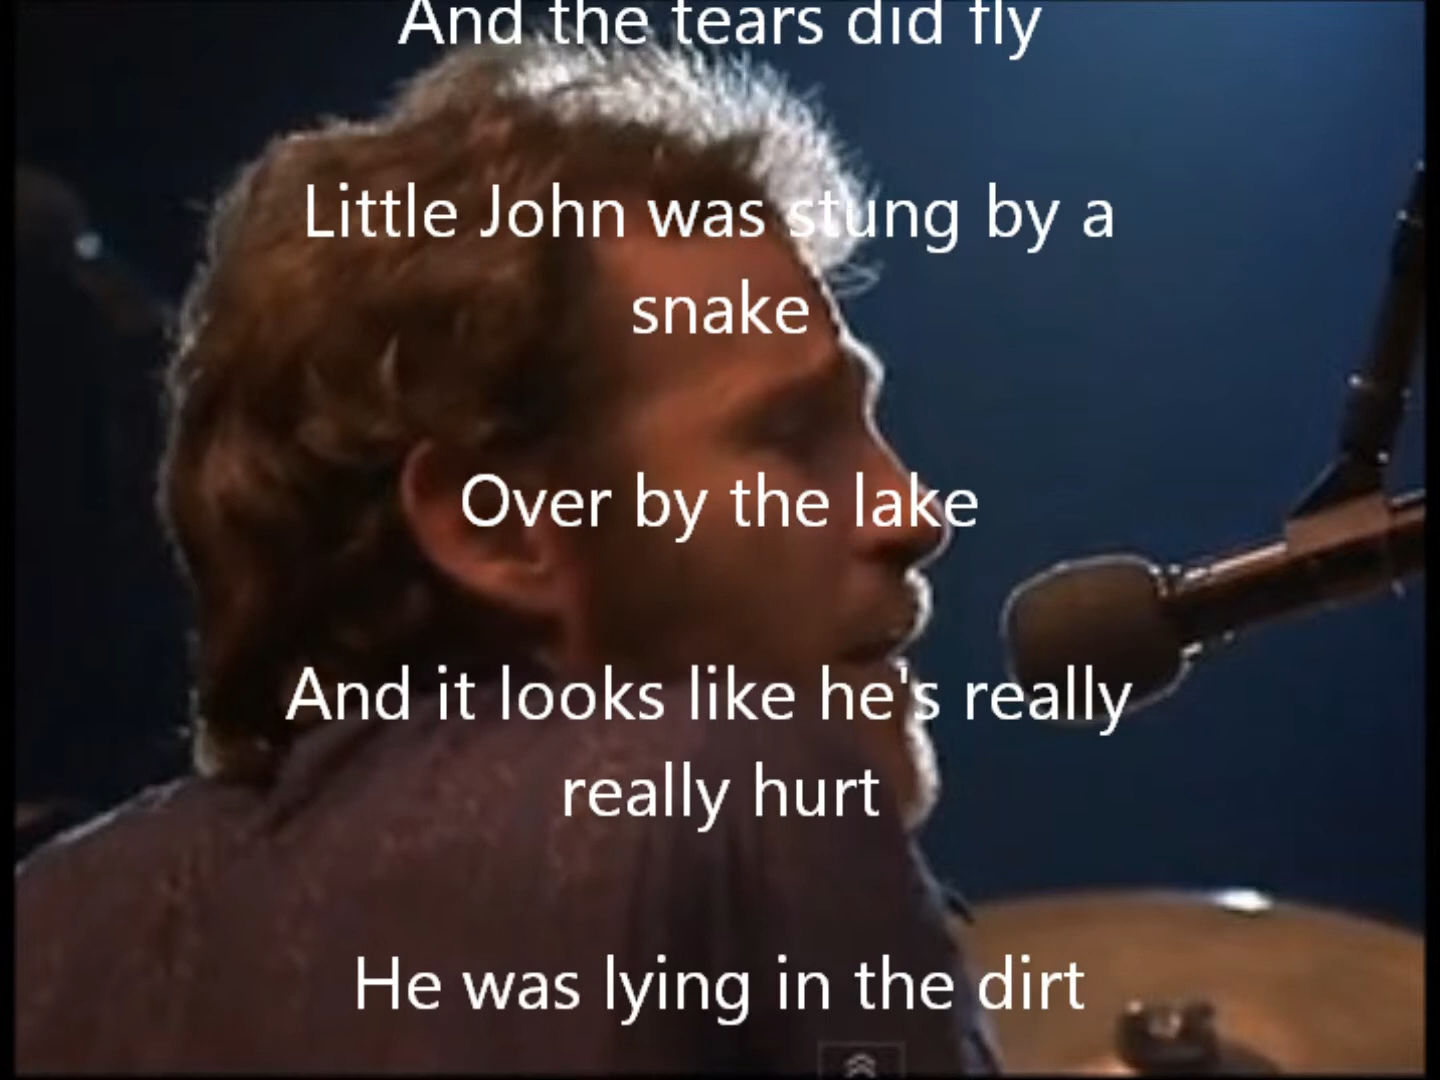 And the tears did fly
Little John was stung by a
snake
Over by the lake
And it looks like he's really
really hurt
He was lying in the dirt